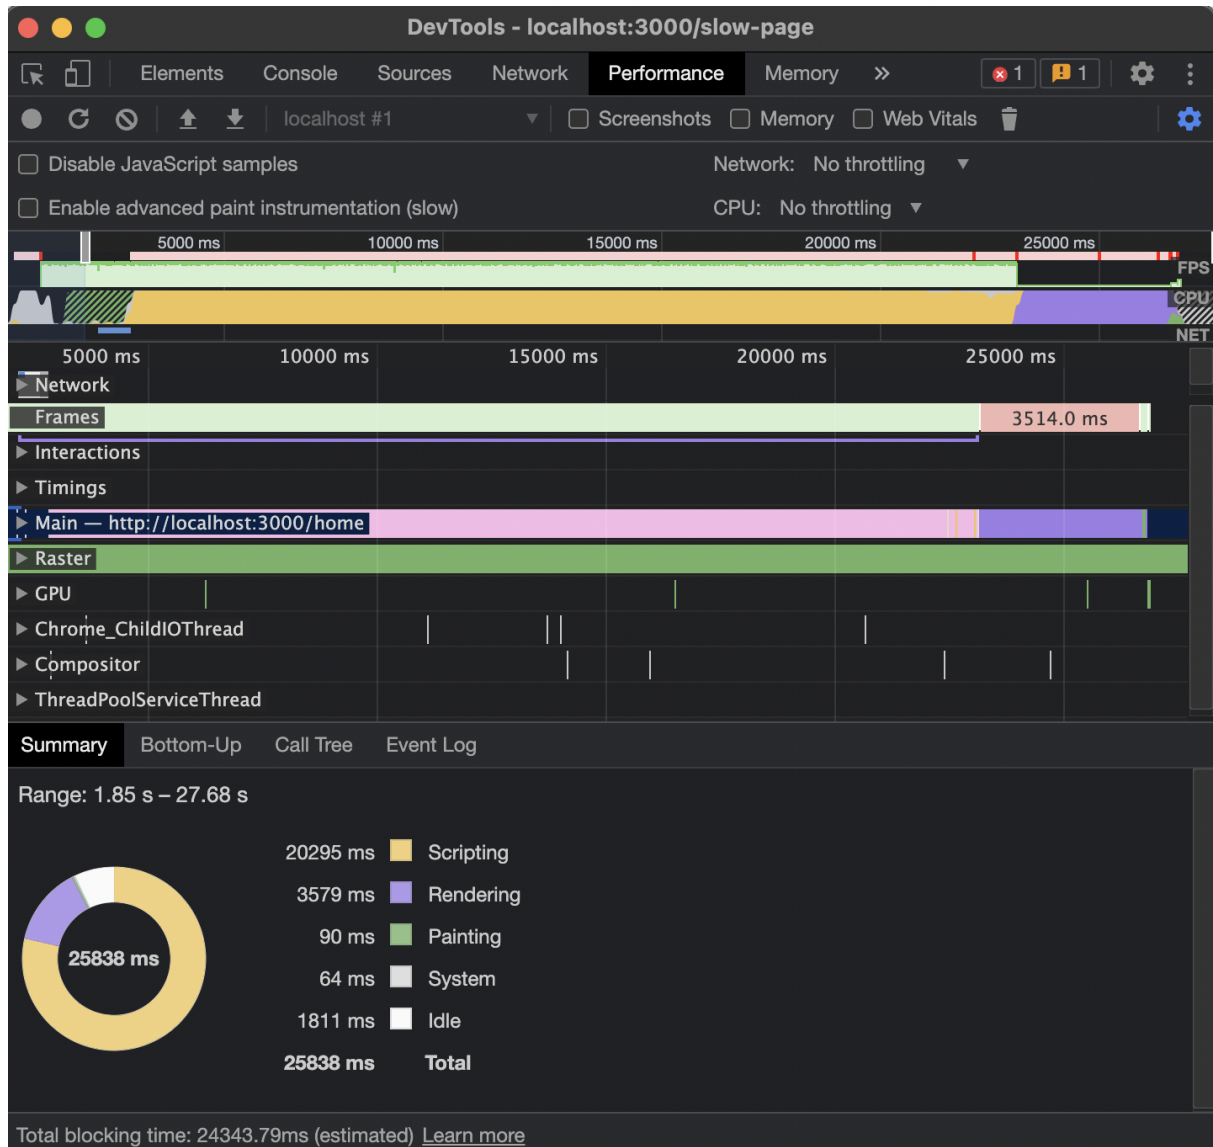 DevTools - localhost:3000/slow-page
Elements Console Sources Network Performance Memory » 1 1
localhost #1 Screenshots Memory Web Vitals
Disable JavaScript samples Network: No throttling
Enable advanced paint instrumentation (slow) CPU: No throttling
5000 ms 10000 ms 15000 ms 20000 ms 25000 ms
FPS
CPU
NET
5000 ms 10000 ms 15000 ms 20000 ms 25000 ms
Network
Frames 3514.0 ms
Interactions
Timings
Main — http://localhost:3000/home
Raster
GPU
Chrome_ChildIOThread
Compositor
ThreadPoolServiceThread
Summary Bottom-Up Call Tree Event Log
Range: 1.85 s – 27.68 s
20295 ms Scripting
3579 ms Rendering
90 ms Painting
25838 ms
64 ms System
1811 ms Idle
25838 ms Total
Total blocking time: 24343.79ms (estimated) Learn more